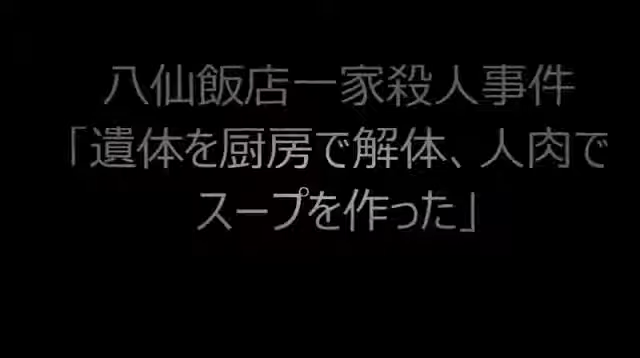 八仙飯店一家殺人事件
「遺体を厨房で解体、人肉で
スープを作った」